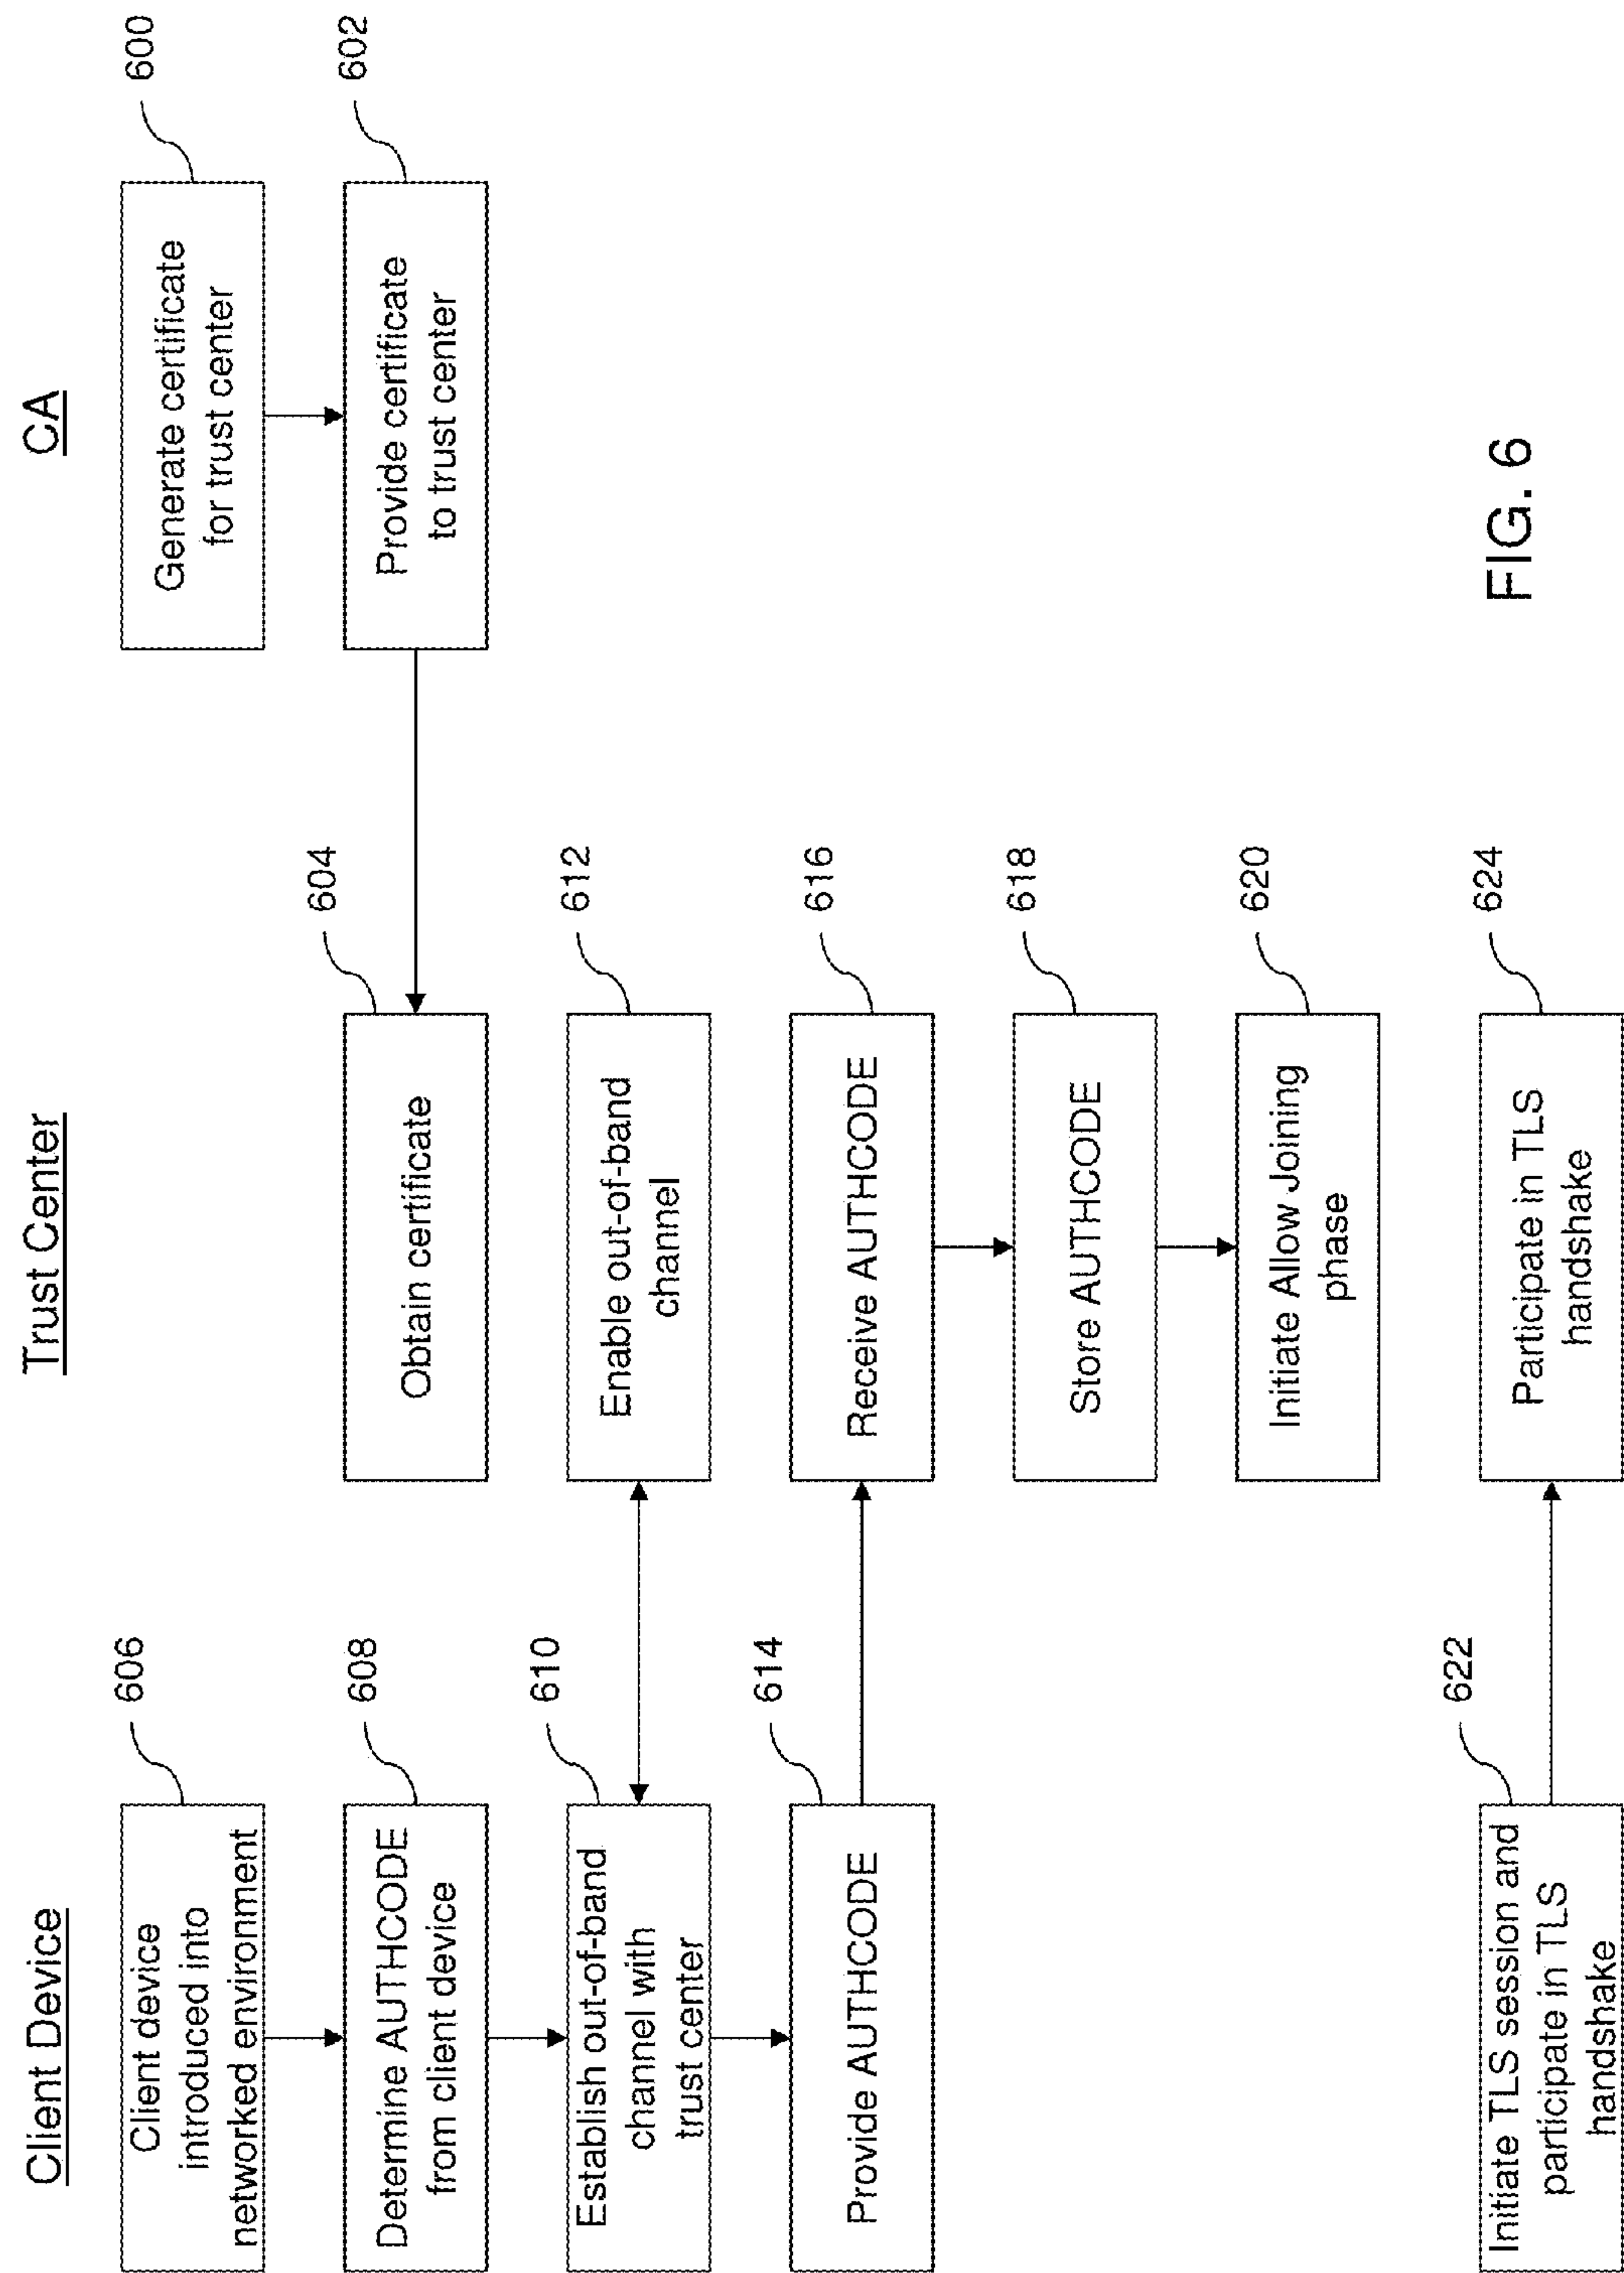 Client Device
Trust Center
CA
Client device
introduced into
networked environment
606
Generate certificate
for trust center
600
Determine AUTHCODE
from client device
608
Obtain certificate
604
Provide certificate
to trust center
602
Establish out-of-band
channel with
trust center
610
Enable out-of-band
channel
612
Provide AUTHCODE
614
Receive AUTHCODE
616
Store AUTHCODE
618
Initiate Allow Joining
phase
620
Initiate TLS session and
participate in TLS
handshake
622
Participate in TLS
handshake
624
FIG. 6